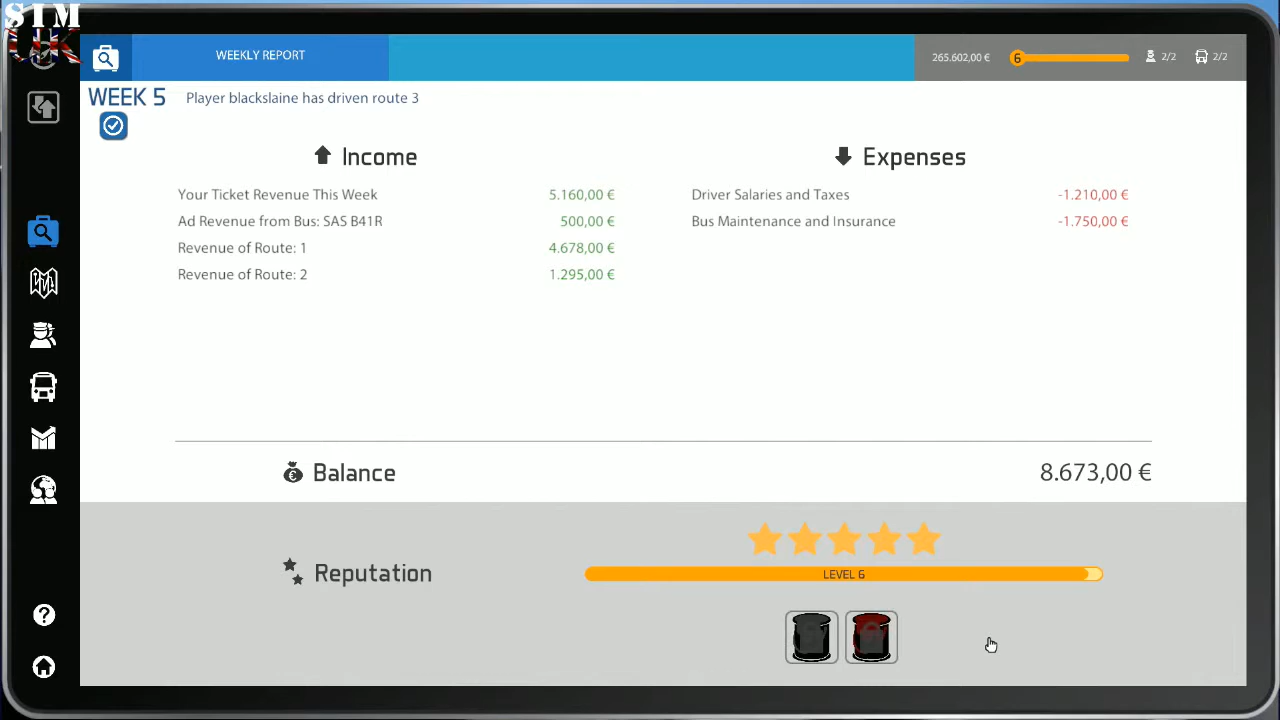 SIM
UK
WEEKLY REPORT
265.602,00 € 6 2/2 2/2
WEEK 5 Player blackslaine has driven route 3
Income
Expenses
Your Ticket Revenue This Week 5.160,00 €
Driver Salaries and Taxes -1.210,00 €
Ad Revenue from Bus: SAS B41R 500,00 €
Bus Maintenance and Insurance -1.750,00 €
Revenue of Route: 1 4.678,00 €
Revenue of Route: 2 1.295,00 €
Balance 8.673,00 €
Reputation
LEVEL 6